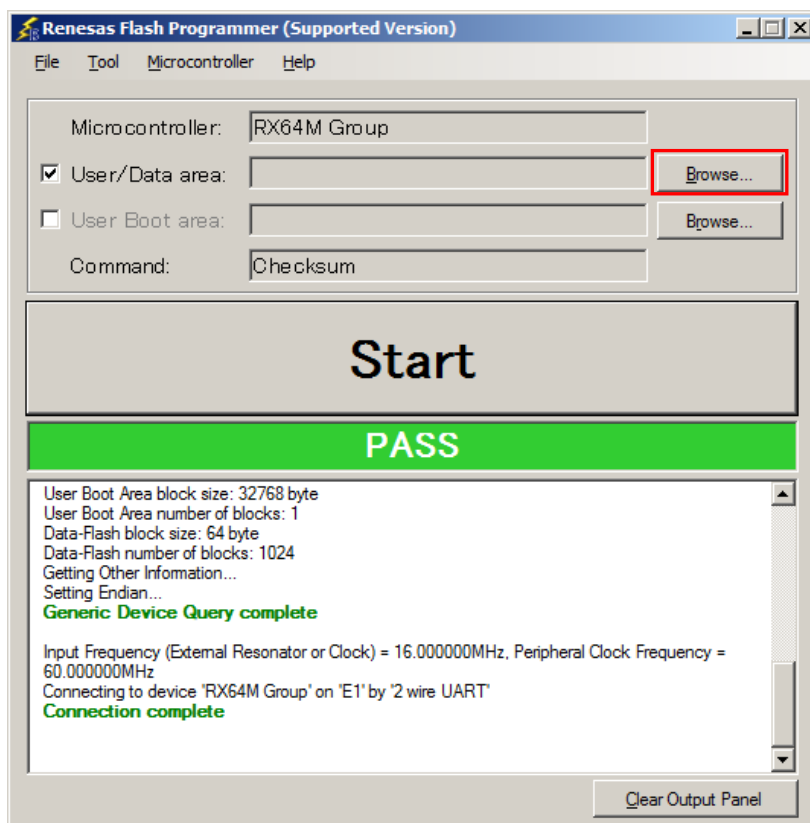 Renesas Flash Programmer (Supported Version)
File Tool Microcontroller Help
Microcontroller: RX64M Group
User/Data area: Browse...
User Boot area: Browse...
Command: Checksum
Start
PASS
User Boot Area block size: 32768 byte
User Boot Area number of blocks: 1
Data-Flash block size: 64 byte
Data-Flash number of blocks: 1024
Getting Other Information...
Setting Endian...
Generic Device Query complete
Input Frequency (External Resonator or Clock) = 16.000000MHz, Peripheral Clock Frequency =
60.000000MHz
Connecting to device 'RX64M Group' on 'E1' by '2 wire UART'
Connection complete
Clear Output Panel